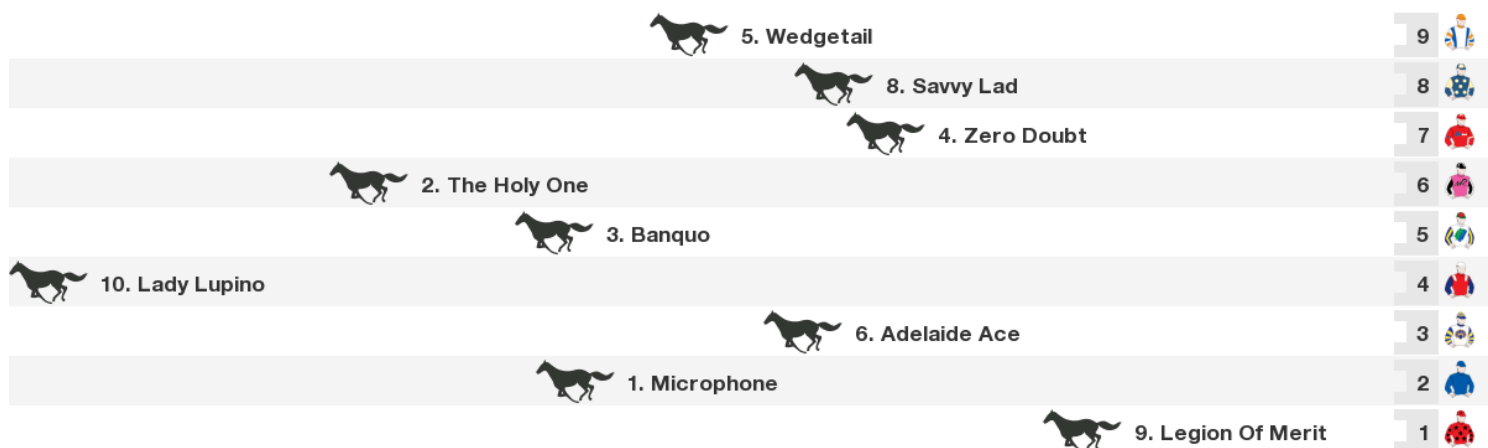 5. Wedgetail 9
8. Savvy Lad 8
4. Zero Doubt 7
2. The Holy One 6
3. Banquo 5
10. Lady Lupino 4
6. Adelaide Ace 3
1. Microphone 2
9. Legion Of Merit 1